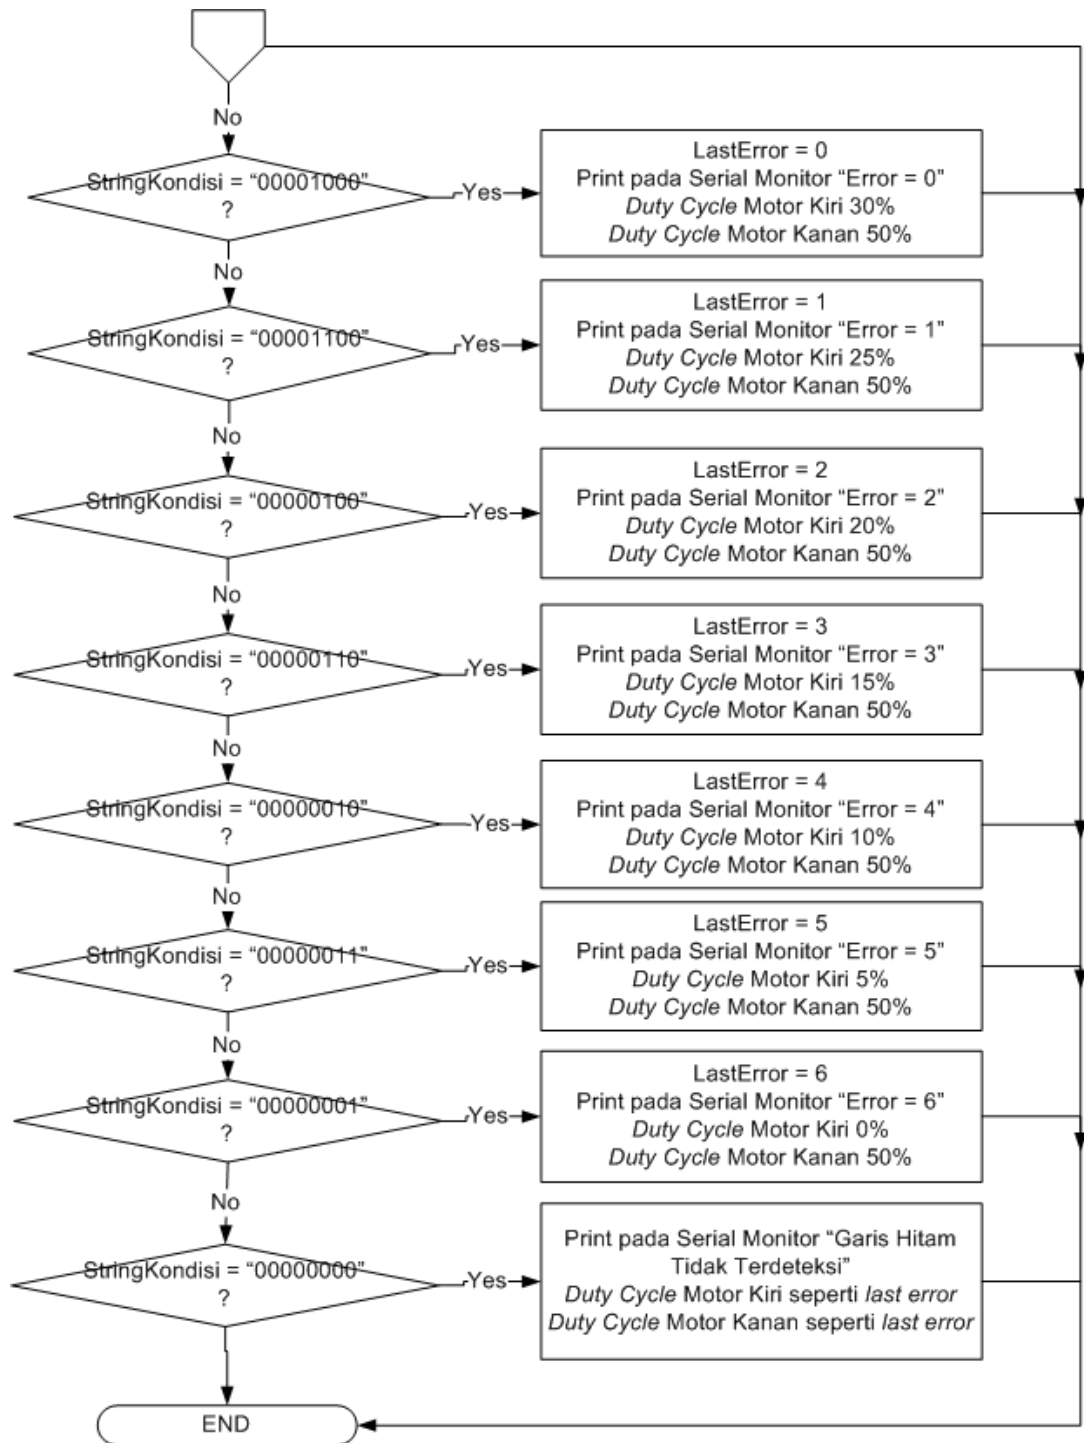 No
StringKondisi = “00001000”
?
Yes
LastError = 0
Print pada Serial Monitor “Error = 0”
Duty Cycle Motor Kiri 30%
Duty Cycle Motor Kanan 50%
No
StringKondisi = “00001100”
?
Yes
LastError = 1
Print pada Serial Monitor “Error = 1”
Duty Cycle Motor Kiri 25%
Duty Cycle Motor Kanan 50%
No
StringKondisi = “00000100”
?
Yes
LastError = 2
Print pada Serial Monitor “Error = 2”
Duty Cycle Motor Kiri 20%
Duty Cycle Motor Kanan 50%
No
StringKondisi = “00000110”
?
Yes
LastError = 3
Print pada Serial Monitor “Error = 3”
Duty Cycle Motor Kiri 15%
Duty Cycle Motor Kanan 50%
No
StringKondisi = “00000010”
?
Yes
LastError = 4
Print pada Serial Monitor “Error = 4”
Duty Cycle Motor Kiri 10%
Duty Cycle Motor Kanan 50%
No
StringKondisi = “00000011”
?
Yes
LastError = 5
Print pada Serial Monitor “Error = 5”
Duty Cycle Motor Kiri 5%
Duty Cycle Motor Kanan 50%
No
StringKondisi = “00000001”
?
Yes
LastError = 6
Print pada Serial Monitor “Error = 6”
Duty Cycle Motor Kiri 0%
Duty Cycle Motor Kanan 50%
No
StringKondisi = “00000000”
?
Yes
Print pada Serial Monitor “Garis Hitam
Tidak Terdeteksi”
Duty Cycle Motor Kiri seperti last error
Duty Cycle Motor Kanan seperti last error
END